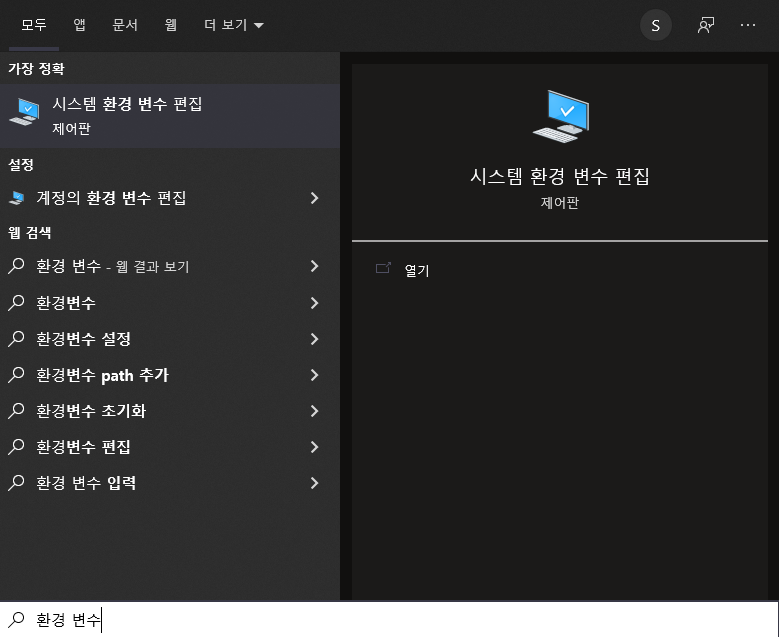 모두 앱 문서 웹 더 보기 S
가장 정확
시스템 환경 변수 편집
제어판
설정
계정의 환경 변수 편집
웹 검색
환경 변수 - 웹 결과 보기
환경변수
환경변수 설정
환경변수 path 추가
환경변수 초기화
환경변수 편집
환경 변수 입력
시스템 환경 변수 편집
제어판
열기
환경 변수